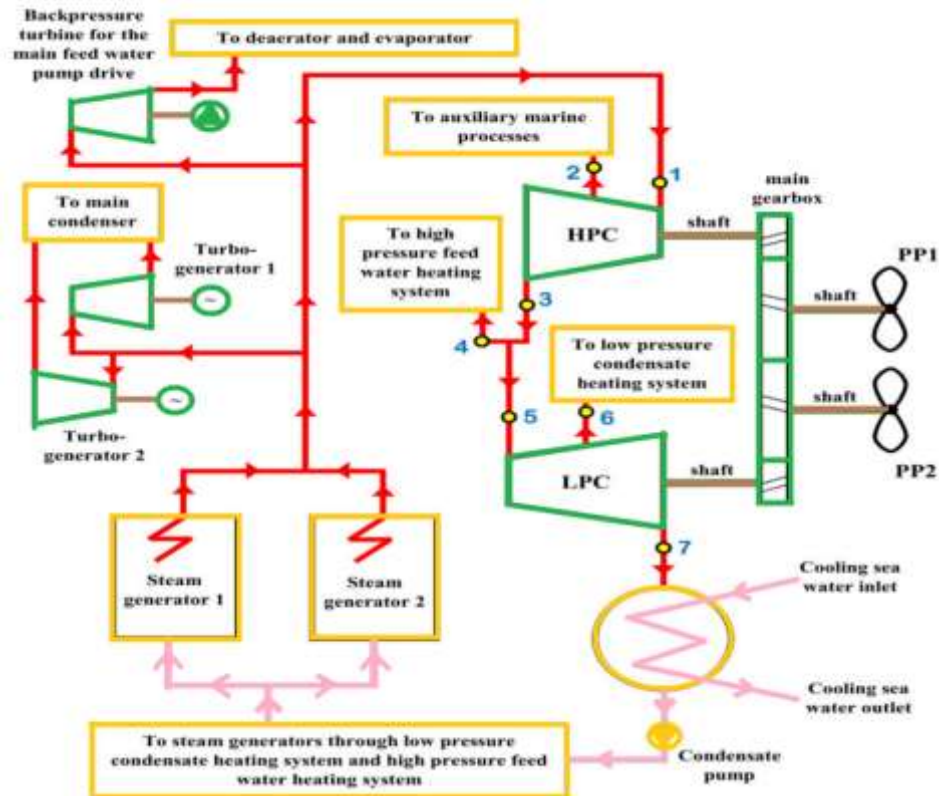 Backpressure
turbine for the
main feed water
pump drive
To deaerator and evaporator
To auxiliary marine
processes
2
1
main
gearbox
To main
condenser
Turbo-
generator 1
~
To high
pressure feed
water heating
system
HPC
shaft
PP1
3
shaft
4
To low pressure
condensate
heating system
~
Turbo-
generator 2
5
6
shaft
PP2
LPC
shaft
7
Steam
generator 1
Steam
generator 2
Cooling sea
water inlet
Cooling sea
water outlet
To steam generators through low pressure
condensate heating system and high pressure feed
water heating system
Condensate
pump